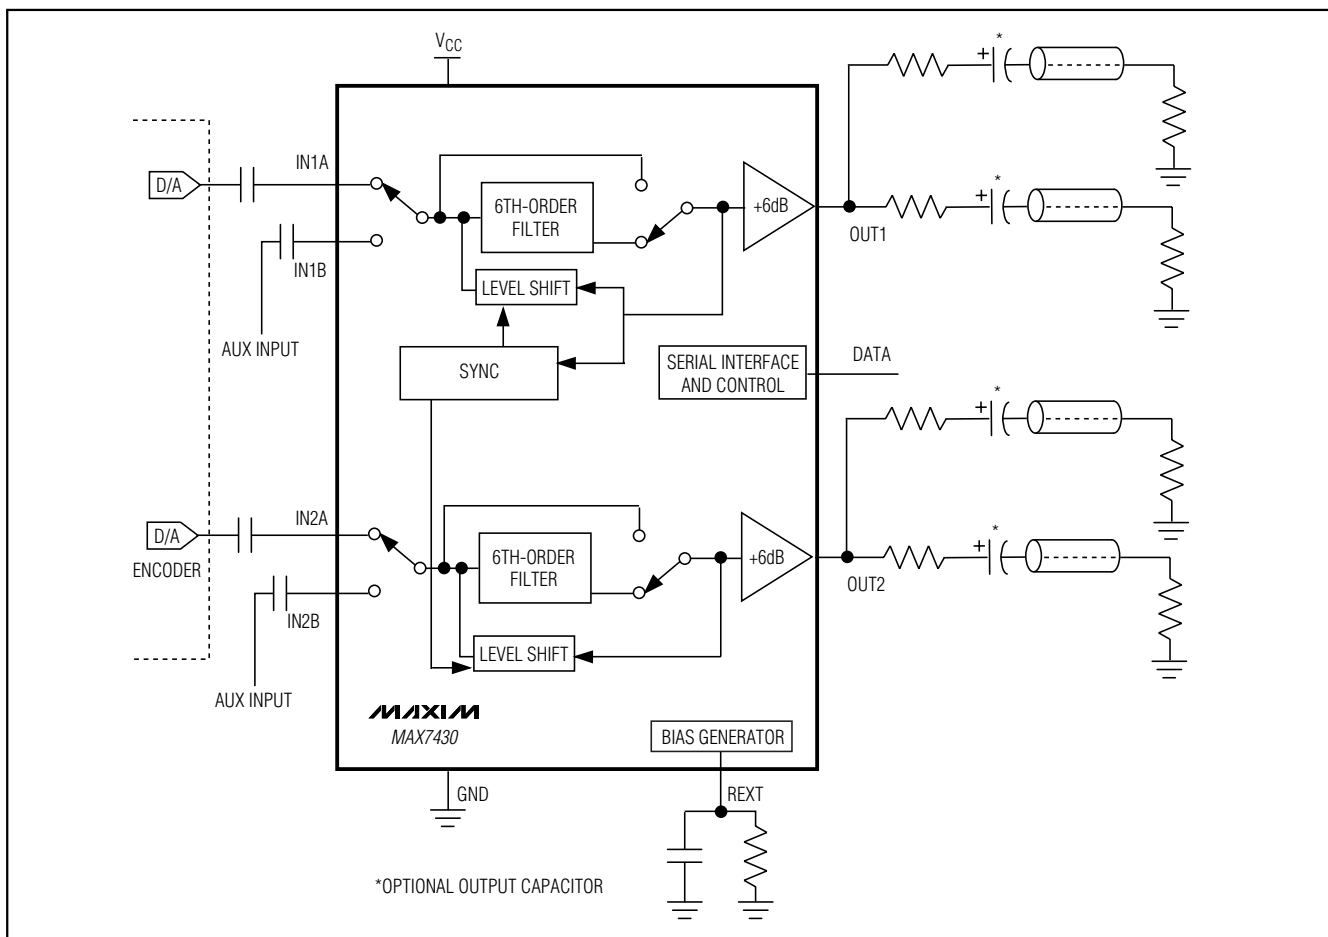 VCC
*
+
D/A
IN1A
6TH-ORDER
FILTER
+6dB
*
+
OUT1
IN1B
LEVEL SHIFT
AUX INPUT
SYNC
SERIAL INTERFACE
AND CONTROL
DATA
*
+
D/A
ENCODER
IN2A
6TH-ORDER
FILTER
+6dB
*
+
OUT2
IN2B
LEVEL SHIFT
AUX INPUT
MAXIM
MAX7430
BIAS GENERATOR
GND
REXT
*OPTIONAL OUTPUT CAPACITOR